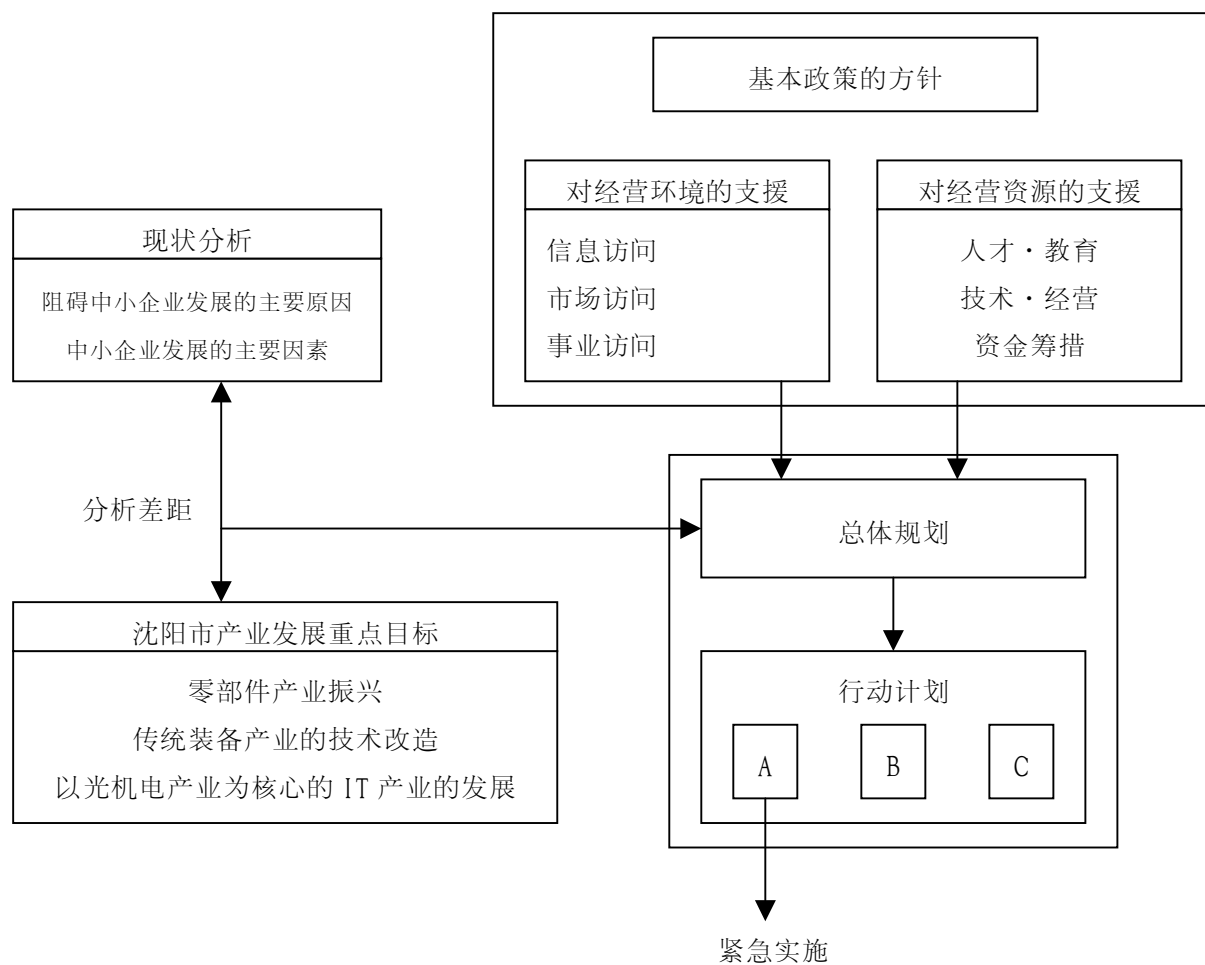 基本政策的方针
对经营环境的支援
信息访问
市场访问
事业访问
对经营资源的支援
人才·教育
技术·经营
资金筹措
现状分析
阻碍中小企业发展的主要原因
中小企业发展的主要因素
分析差距
沈阳市产业发展重点目标
零部件产业振兴
传统装备产业的技术改造
以光机电产业为核心的 IT 产业的发展
总体规划
行动计划
A
B
C
紧急实施